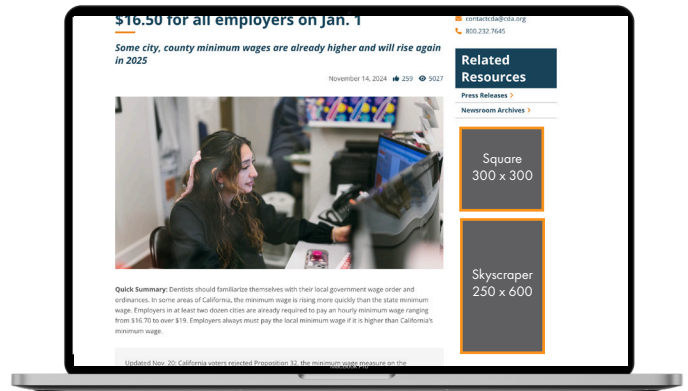 $16.50 for all employers on Jan. 1
Some city, county minimum wages are already higher and will rise again
in 2025
November 14, 2024 259 5027
Quick Summary: Dentists should familiarize themselves with their local government wage order and
ordinances. In some areas of California, the minimum wage is rising more quickly than the state minimum
wage. Employers in at least two dozen cities are already required to pay an hourly minimum wage ranging
from $16.70 to over $19. Employers always must pay the local minimum wage if it is higher than California's
minimum wage.
Updated Nov. 20: California voters rejected Proposition 32, the minimum wage measure on the
contactcda@cda.org
800.232.7645
Related
Resources
Press Releases >
Newsroom Archives >
Square
300 x 300
Skyscraper
250 x 600
MacBook Pro